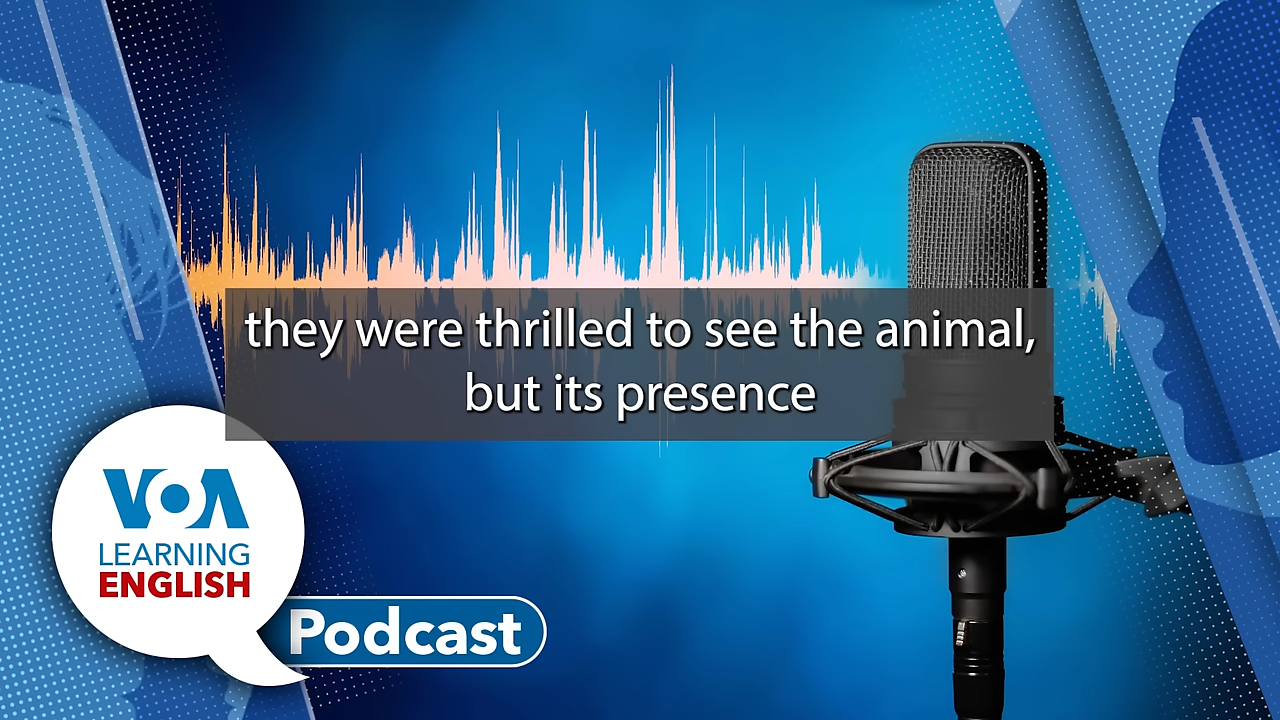 they were thrilled to see the animal,
but its presence
VOA
LEARNING
ENGLISH
Podcast